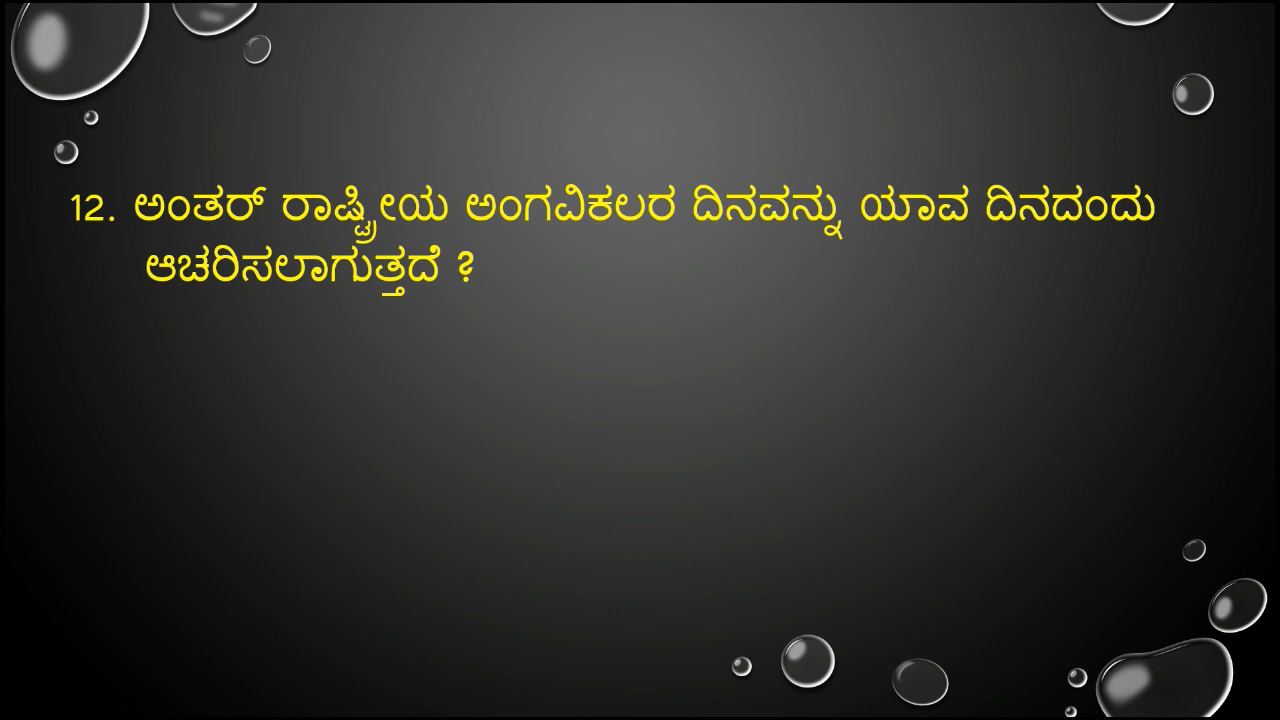 12. ಅಂತರ್ ರಾಷ್ಟ್ರೀಯ ಅಂಗವಿಕಲರ ದಿನವನ್ನು ಯಾವ ದಿನದಂದು
ಆಚರಿಸಲಾಗುತ್ತದೆ ?